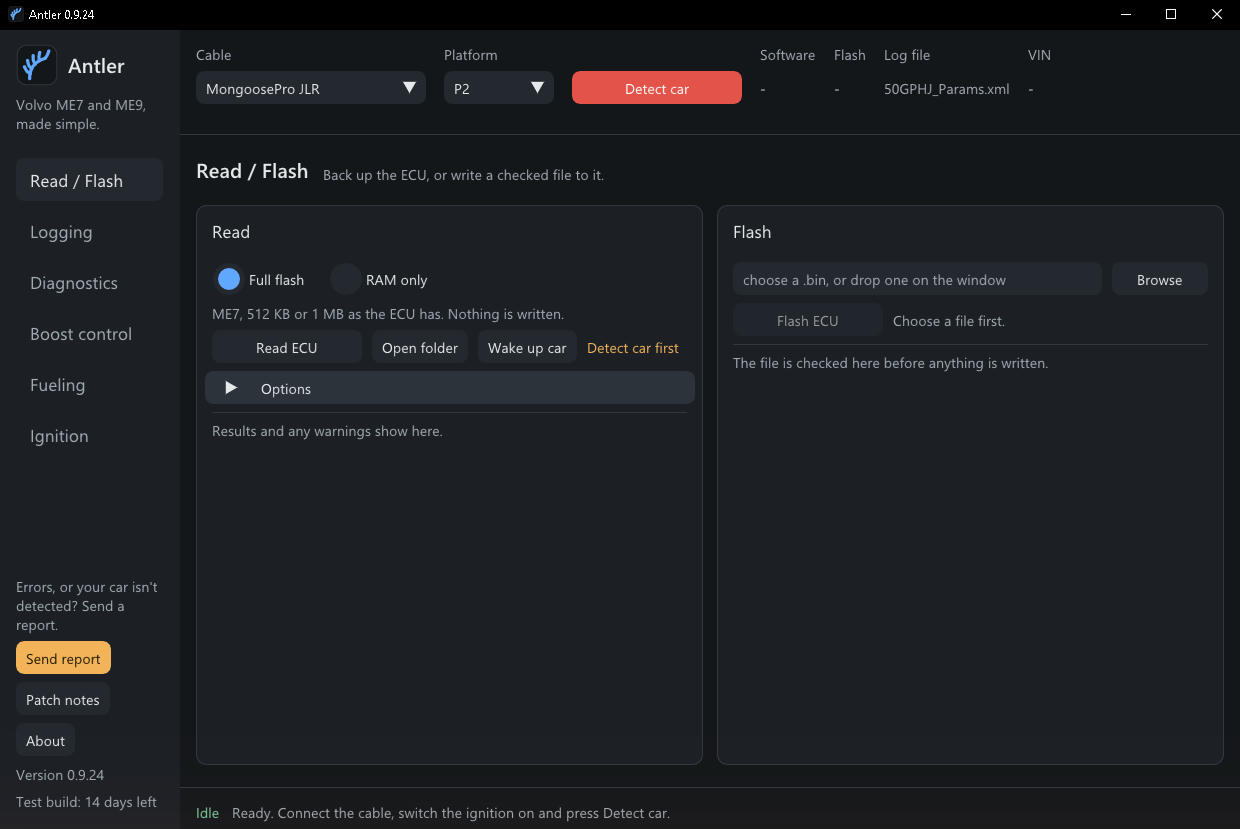 Antler 0.9.24
Antler
Volvo ME7 and ME9,
made simple.
Read / Flash
Logging
Diagnostics
Boost control
Fueling
Ignition
Errors, or your car isn't
detected? Send a
report.
Send report
Patch notes
About
Version 0.9.24
Test build: 14 days left
Cable
Platform
Software
Flash
Log file
VIN
MongoosePro JLR
P2
Detect car
-
-
50GPHJ_Params.xml
-
Read / Flash
Back up the ECU, or write a checked file to it.
Read
Full flash
RAM only
ME7, 512 KB or 1 MB as the ECU has. Nothing is written.
Read ECU
Open folder
Wake up car
Detect car first
Options
Results and any warnings show here.
Flash
choose a .bin, or drop one on the window
Browse
Flash ECU
Choose a file first.
The file is checked here before anything is written.
Idle
Ready. Connect the cable, switch the ignition on and press Detect car.